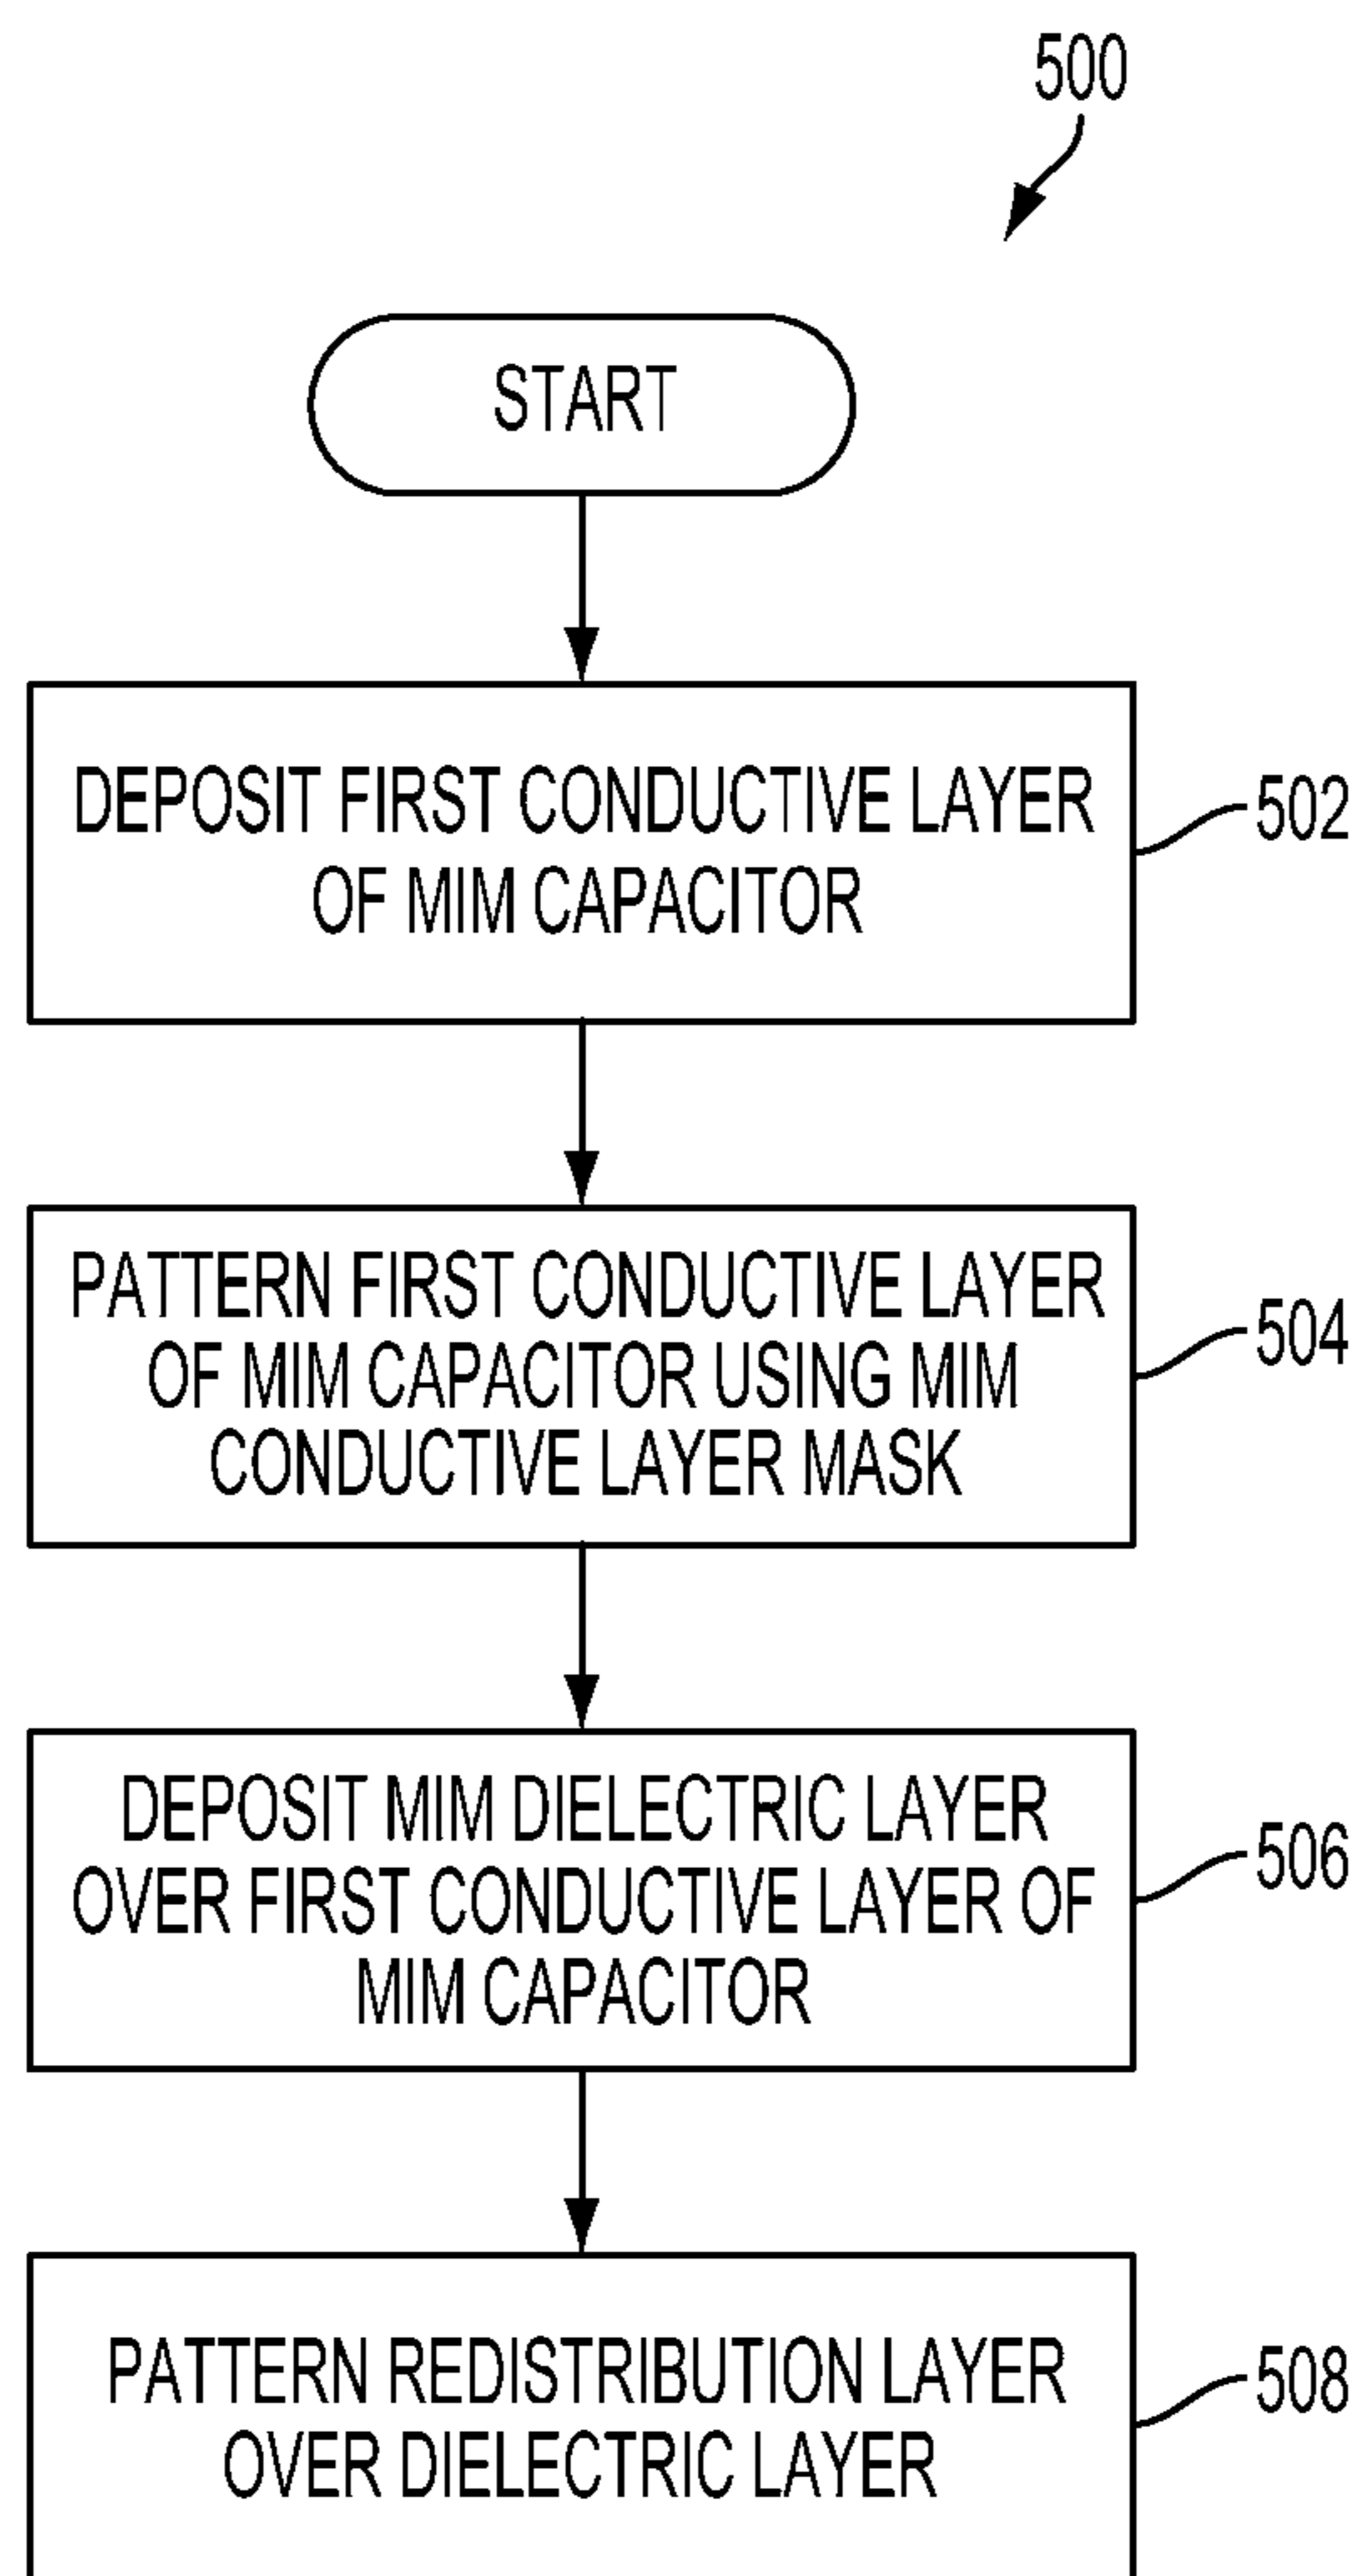 500
START
DEPOSIT FIRST CONDUCTIVE LAYER
OF MIM CAPACITOR
502
PATTERN FIRST CONDUCTIVE LAYER
OF MIM CAPACITOR USING MIM
CONDUCTIVE LAYER MASK
504
DEPOSIT MIM DIELECTRIC LAYER
OVER FIRST CONDUCTIVE LAYER OF
MIM CAPACITOR
506
PATTERN REDISTRIBUTION LAYER
OVER DIELECTRIC LAYER
508